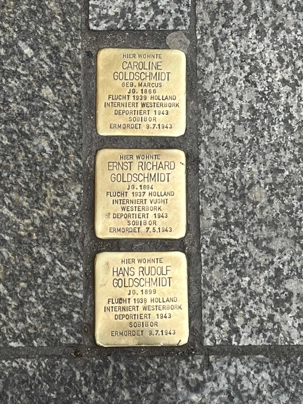 HIER WOHNTE
CAROLINE
GOLDSCHMIDT
GEB. MARCUS
JG. 1866
FLUCHT 1939 HOLLAND
INTERNIERT WESTERBORK
DEPORTIERT 1943
SOBIBOR
ERMORDET 9.7.1943
HIER WOHNTE
ERNST RICHARD
GOLDSCHMIDT
JG. 1894
FLUCHT 1937 HOLLAND
INTERNIERT VUGHT
WESTERBORK
DEPORTIERT 1943
SOBIBOR
ERMORDET 7.5.1943
HIER WOHNTE
HANS RUDOLF
GOLDSCHMIDT
JG.
FLUCHT 1939 HOLLAND
INTERNIERT WESTERBORK
DEPORTIERT 1943
SOBIBOR
ERMORDET 9.7.1943